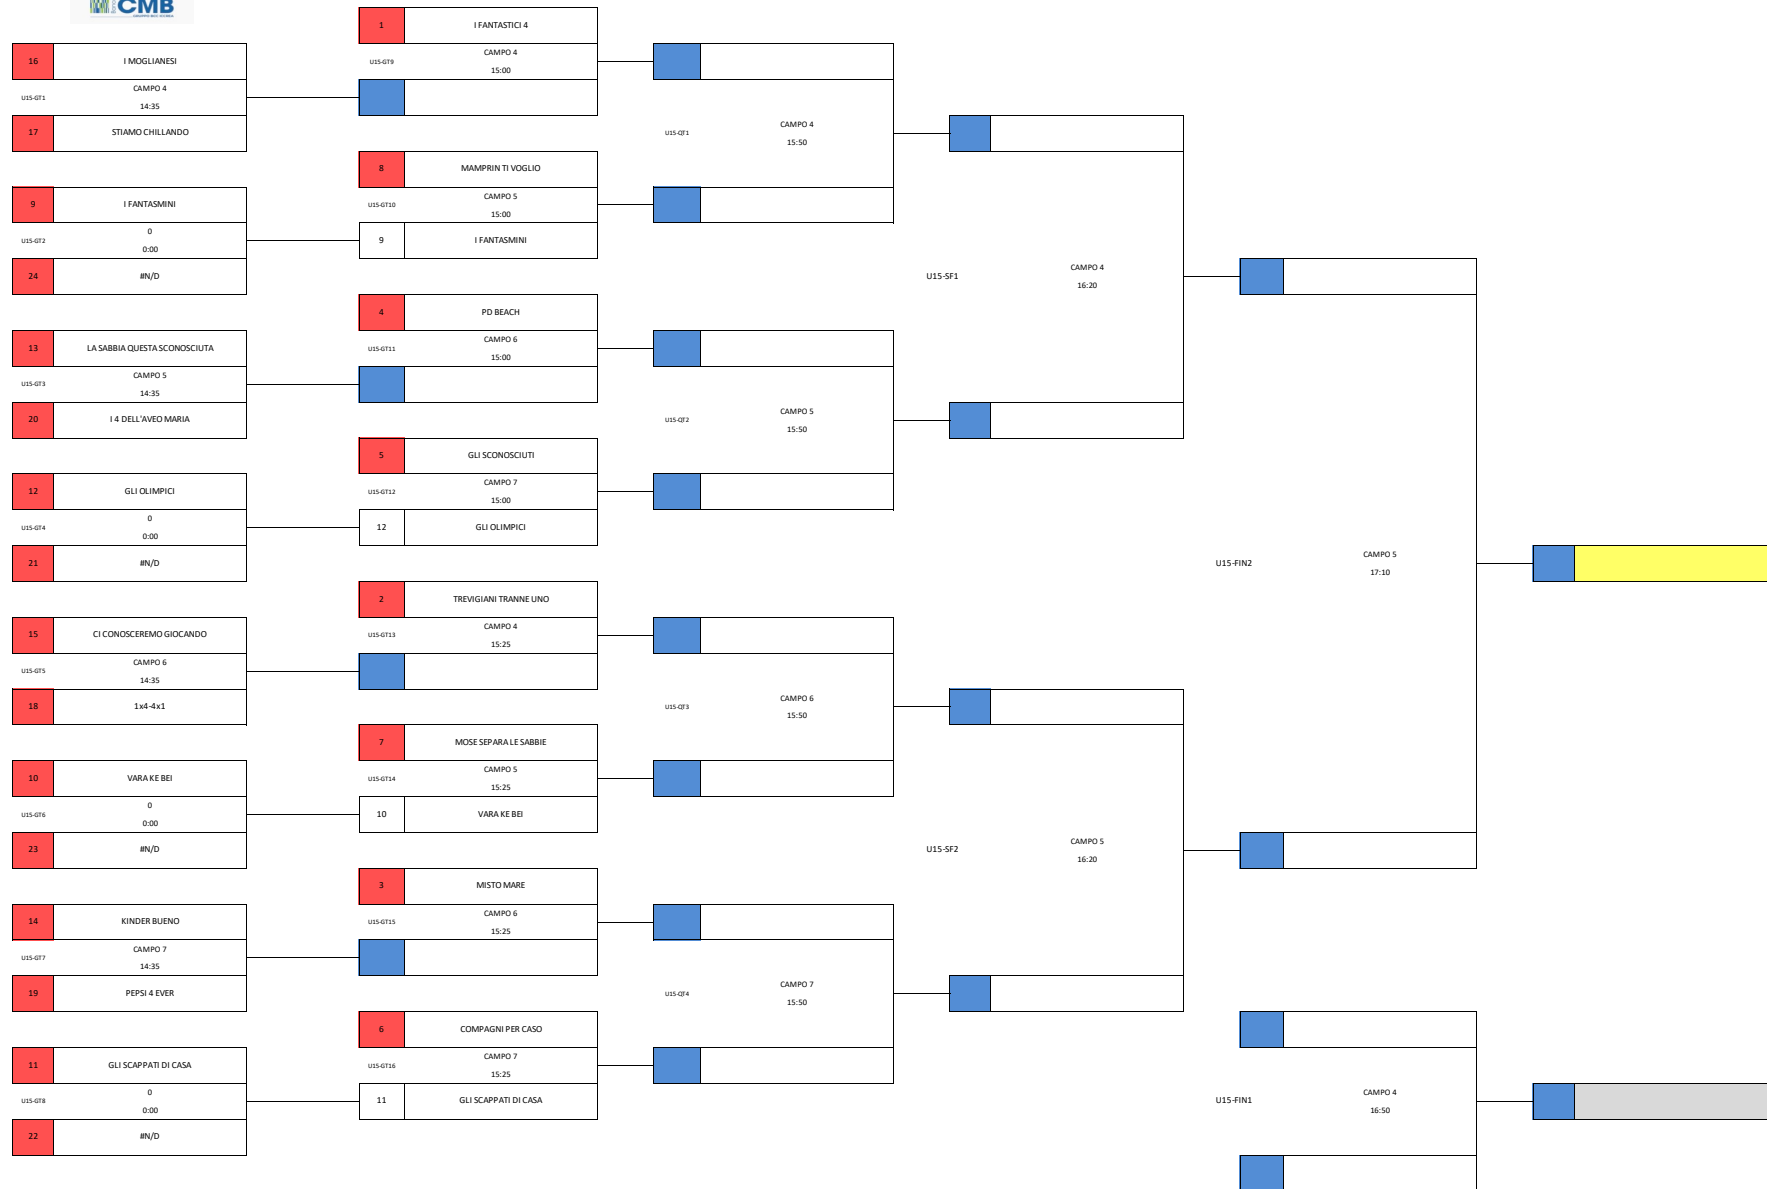 CMB
1 I FANTASTICI 4
U15-GT9 CAMPO 4
15:00
16 I MOGLIANESI
U15-GT1 CAMPO 4
14:35
17 STIAMO CHILLANDO
8 MAMPRIN TI VOGLIO
U15-GT10 CAMPO 5
15:00
9 I FANTASMINI
9 I FANTASMINI
U15-GT2 0
0:00
24 #N/D
4 PD BEACH
U15-GT11 CAMPO 6
15:00
13 LA SABBIA QUESTA SCONOSCIUTA
U15-GT3 CAMPO 5
14:35
20 I 4 DELL'AVEO MARIA
5 GLI SCONOSCIUTI
U15-GT12 CAMPO 7
15:00
12 GLI OLIMPICI
12 GLI OLIMPICI
U15-GT4 0
0:00
21 #N/D
2 TREVIGIANI TRANNE UNO
U15-GT13 CAMPO 4
15:25
15 CI CONOSCEREMO GIOCANDO
U15-GT5 CAMPO 6
14:35
18 1x4-4x1
7 MOSE SEPARA LE SABBIE
U15-GT14 CAMPO 5
15:25
10 VARA KE BEI
10 VARA KE BEI
U15-GT6 0
0:00
23 #N/D
3 MISTO MARE
U15-GT15 CAMPO 6
15:25
14 KINDER BUENO
U15-GT7 CAMPO 7
14:35
19 PEPSI 4 EVER
6 COMPAGNI PER CASO
U15-GT16 CAMPO 7
15:25
11 GLI SCAPPATI DI CASA
11 GLI SCAPPATI DI CASA
U15-GT8 0
0:00
22 #N/D
U15-QT1 CAMPO 4
15:50
U15-QT2 CAMPO 5
15:50
U15-QT3 CAMPO 6
15:50
U15-QT4 CAMPO 7
15:50
U15-SF1 CAMPO 4
16:20
U15-SF2 CAMPO 5
16:20
U15-FIN2 CAMPO 5
17:10
U15-FIN1 CAMPO 4
16:50